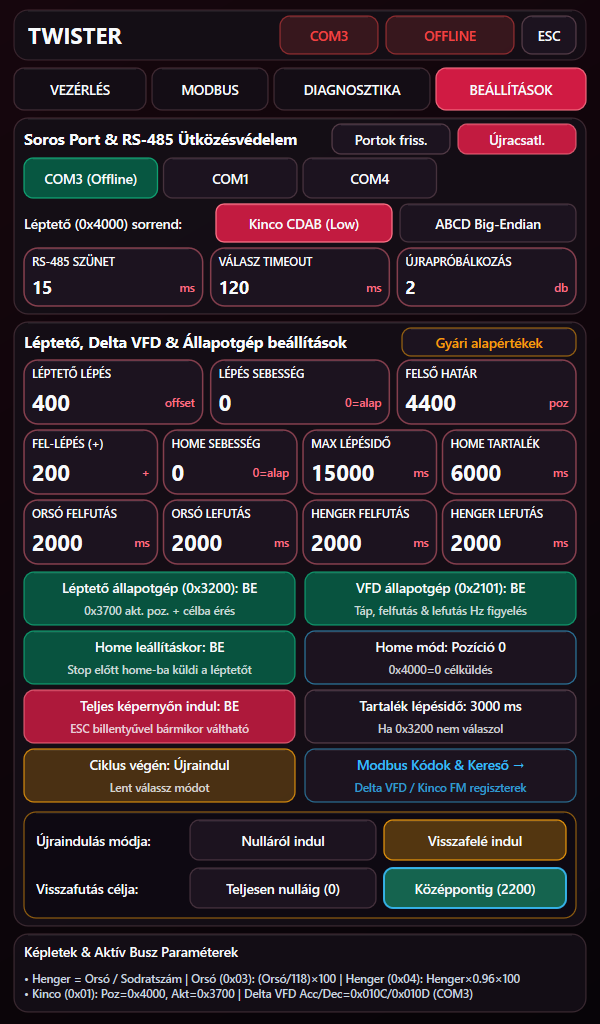 TWISTER COM3 OFFLINE ESC
VEZÉRLÉS MODBUS DIAGNOSZTIKA BEÁLLÍTÁSOK
Soros Port & RS-485 Ütközésvédelem Portok friss. Újracsatl.
COM3 (Offline) COM1 COM4
Léptető (0x4000) sorrend: Kinco CDAB (Low) ABCD Big-Endian
RS-485 SZÜNET VÁLASZ TIMEOUT ÚJRAPRÓBÁLKOZÁS
15 ms 120 ms 2 db
Léptető, Delta VFD & Állapotgép beállítások Gyári alapértékek
LÉPTETŐ LÉPÉS LÉPÉS SEBESSÉG FELSŐ HATÁR
400 offset 0 0=alap 4400 poz
FEL-LÉPÉS (+) HOME SEBESSÉG MAX LÉPÉSIDŐ HOME TARTALÉK
200 + 0 0=alap 15000 ms 6000 ms
ORSÓ FELFUTÁS ORSÓ LEFUTÁS HENGER FELFUTÁS HENGER LEFUTÁS
2000 ms 2000 ms 2000 ms 2000 ms
Léptető állapotgép (0x3200): BE VFD állapotgép (0x2101): BE
0x3700 akt. poz. + célba érés Táp, felfutás & lefutás Hz figyelés
Home leállításkor: BE Home mód: Pozíció 0
Stop előtt home-ba küldi a léptetőt 0x4000=0 célküldés
Teljes képernyőn indul: BE Tartalék lépésidő: 3000 ms
ESC billentyűvel bármikor váltható Ha 0x3200 nem válaszol
Ciklus végén: Újraindul Modbus Kódok & Kereső →
Lent válassz módot Delta VFD / Kinco FM regiszterek
Újraindulás módja: Nulláról indul Visszafelé indul
Visszafutás célja: Teljesen nulláig (0) Középpontig (2200)
Képletek & Aktív Busz Paraméterek
• Henger = Orsó / Sodratszám | Orsó (0x03): (Orsó/118)×100 | Henger (0x04): Henger×0.96×100
• Kinco (0x01): Poz=0x4000, Akt=0x3700 | Delta VFD Acc/Dec=0x010C/0x010D (COM3)